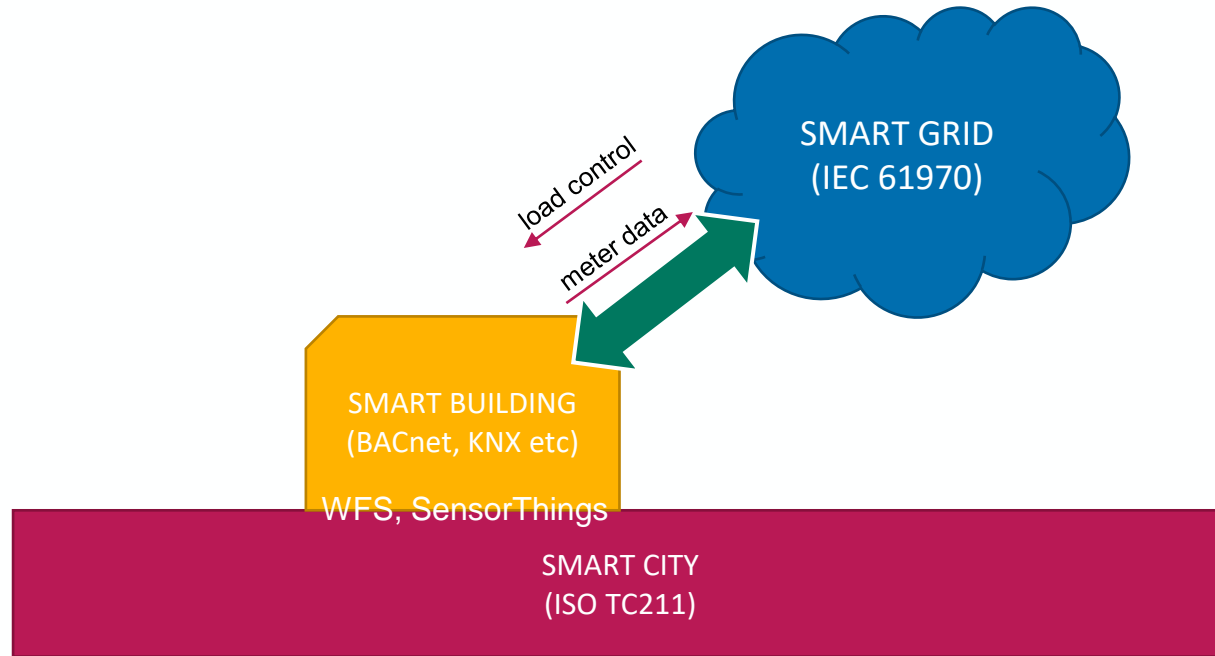 SMART GRID
(IEC 61970)
load control
meter data
SMART BUILDING
(BACnet, KNX etc)
WFS, SensorThings
SMART CITY
(ISO TC211)